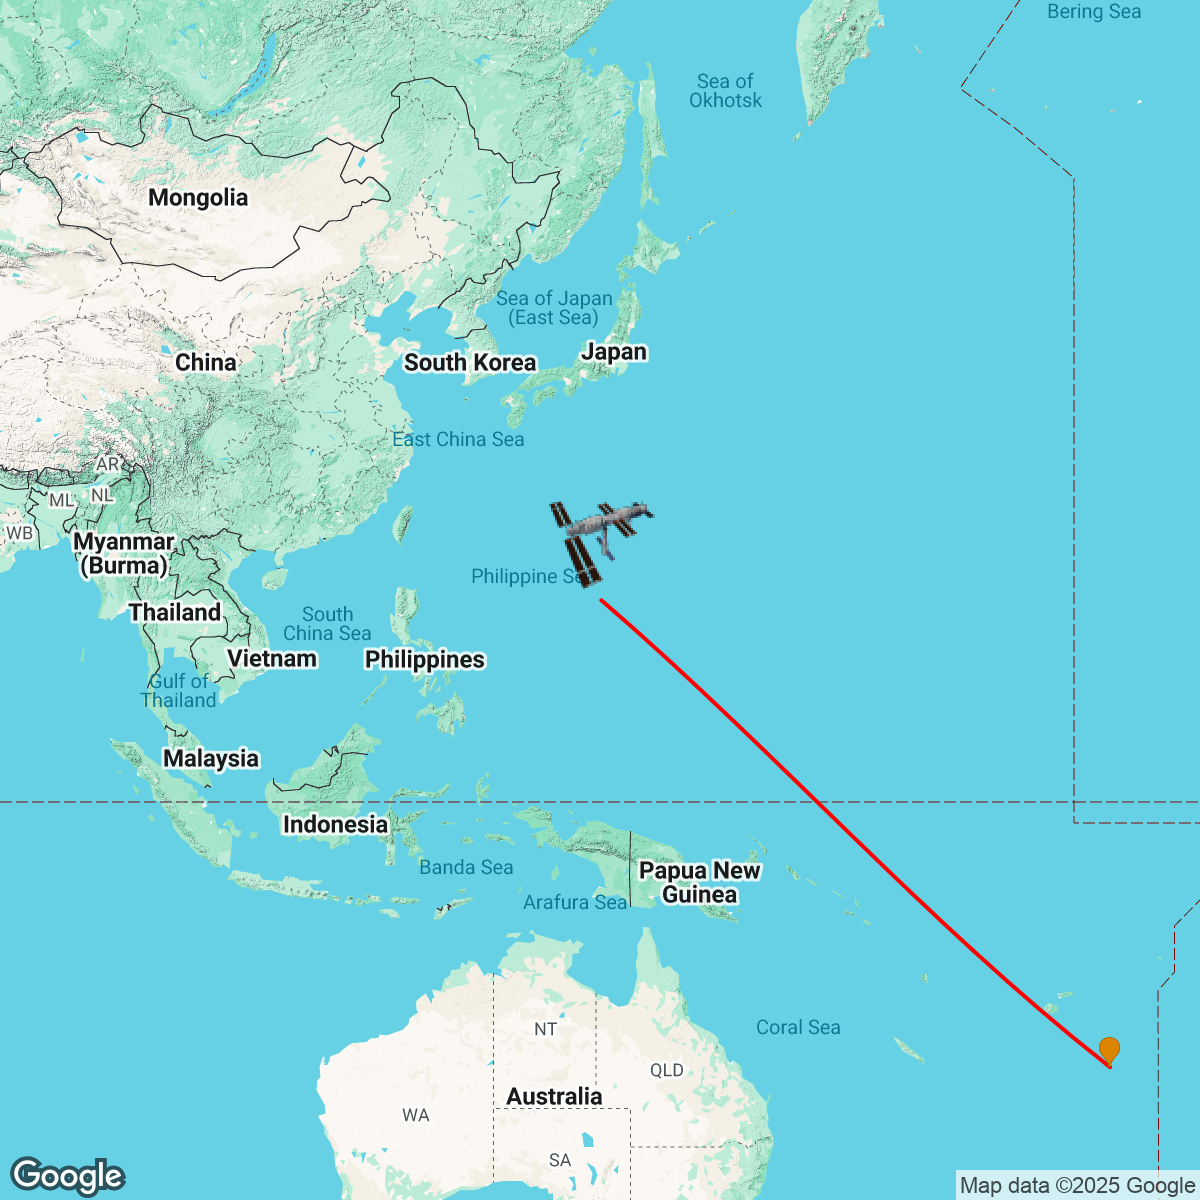 Bering Sea
Sea of
Okhotsk
Mongolia
Sea of Japan
(East Sea)
Japan
South Korea
China
East China Sea
AR
NL
ML
WB
Myanmar
(Burma)
Philippine Se
Thailand
South
China Sea
Vietnam
Philippines
Gulf of
Thailand
Malaysia
Indonesia
Banda Sea
Papua New
Guinea
Arafura Sea
Coral Sea
NT
QLD
Australia
WA
SA
Google
Map data ©2025 Google